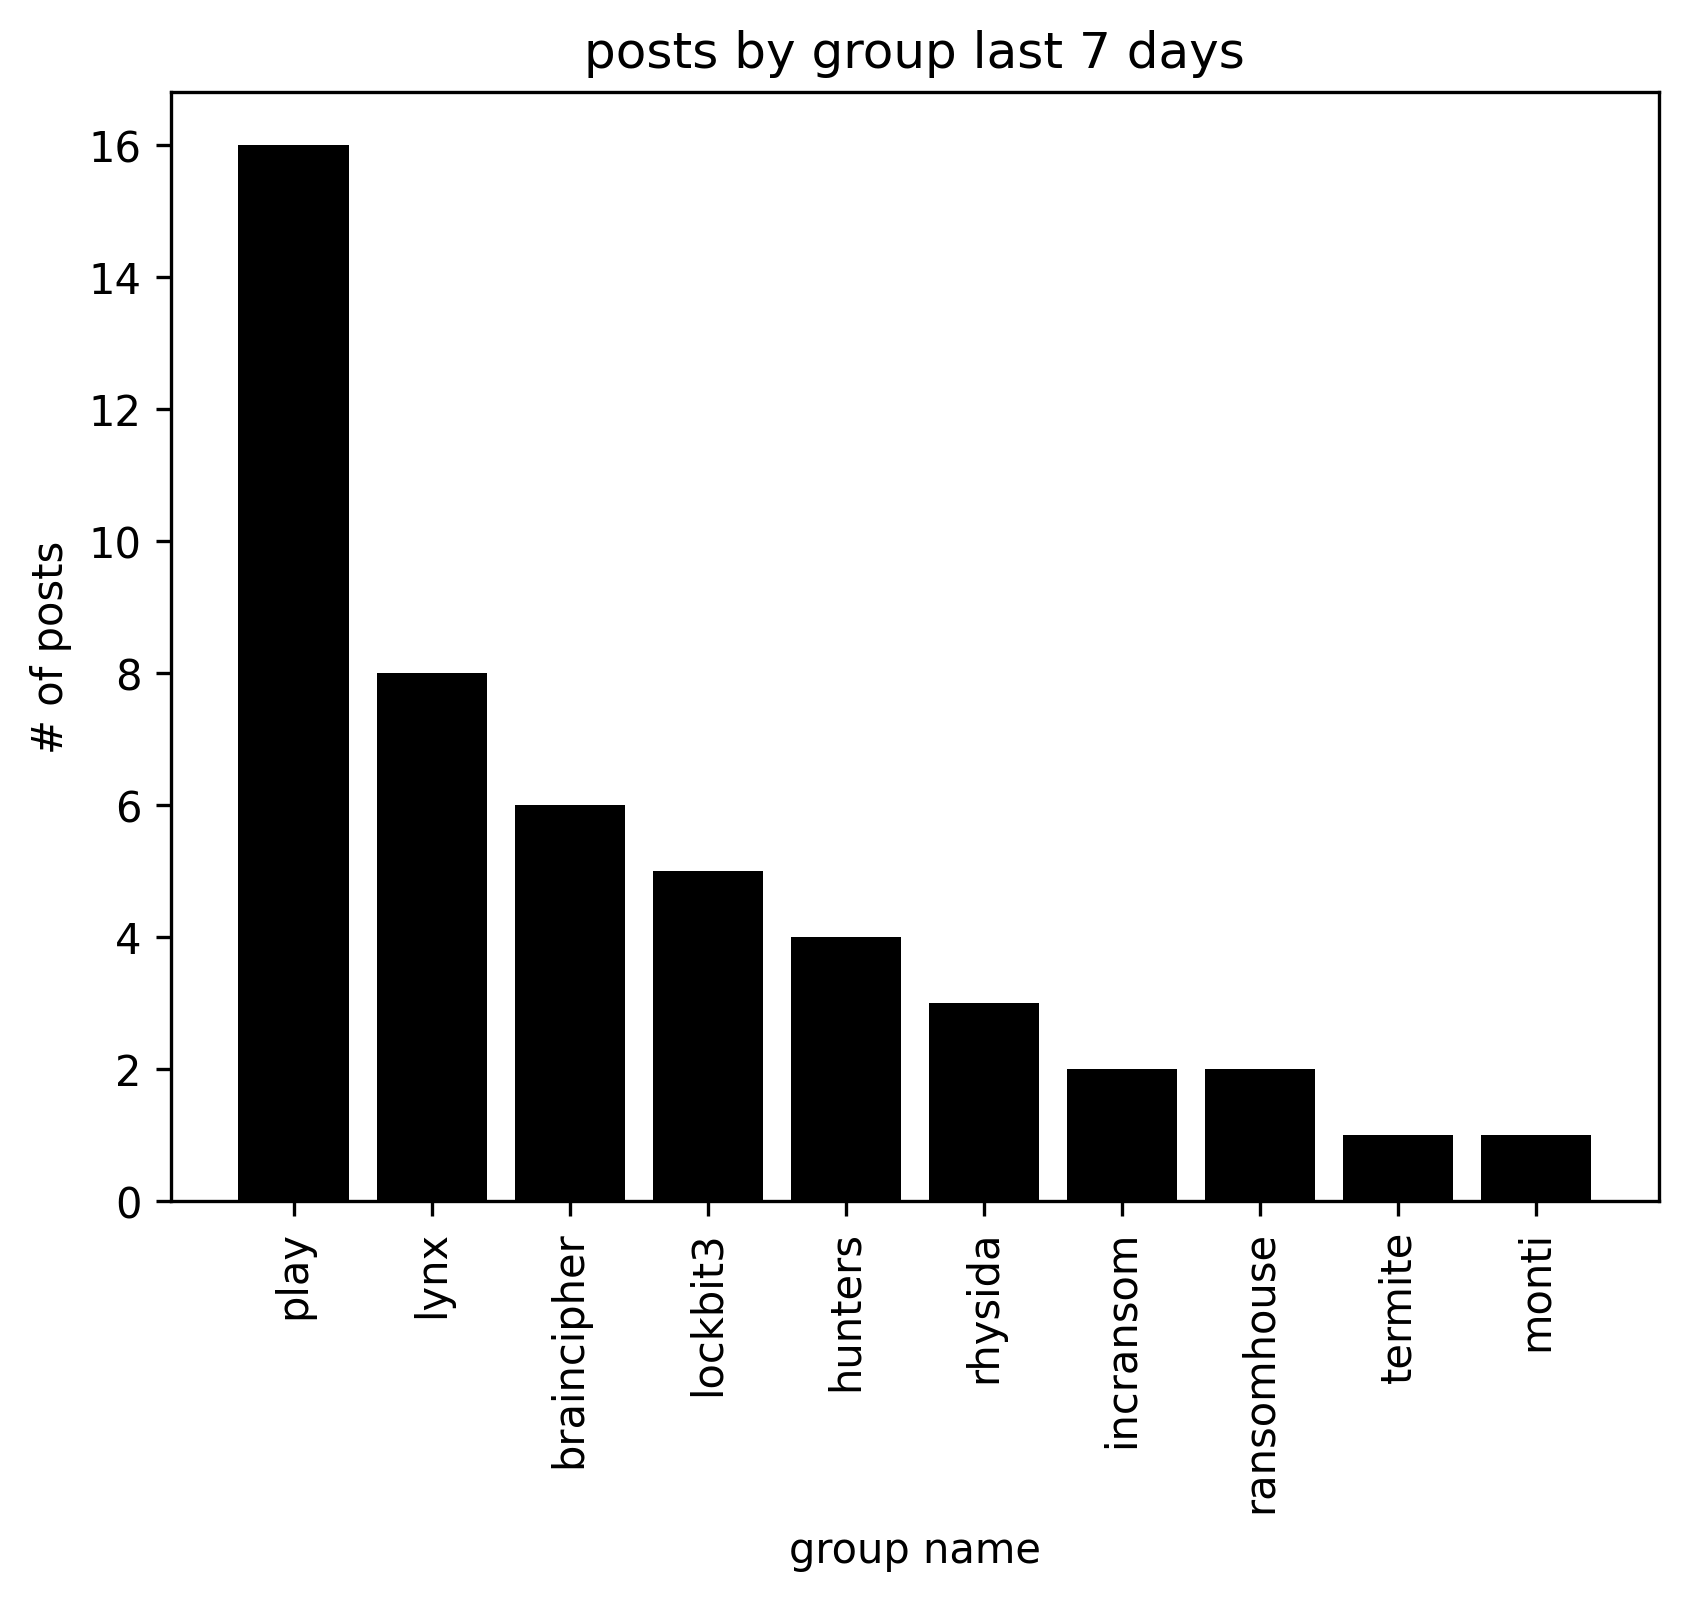 posts by group last 7 days
# of posts
16
14
12
10
8
6
4
2
0
play
lynx
braincipher
lockbit3
hunters
rhysida
incransom
ransomhouse
termite
monti
group name